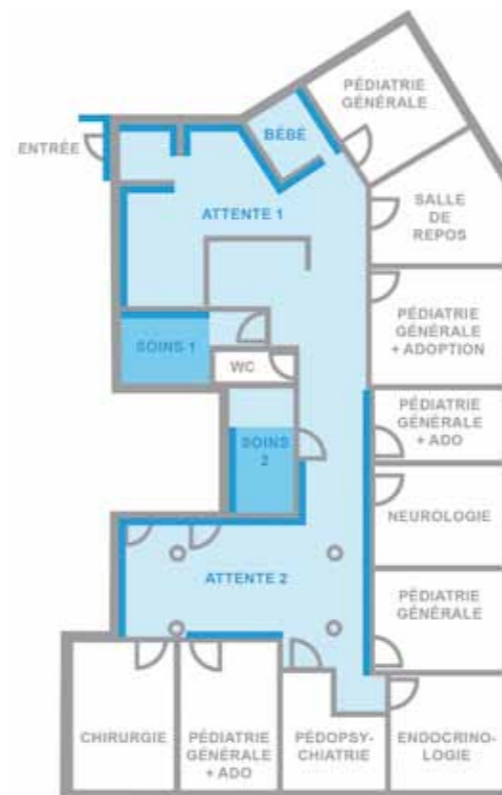 PÉDIATRIE
GÉNÉRALE
BÉBÉ
ENTRÉE
ATTENTE 1
SALLE
DE
REPOS
PÉDIATRIE
GÉNÉRALE
+ ADOPTION
SOINS 1
WC
PÉDIATRIE
GÉNÉRALE
+ ADO
SOINS
2
NEUROLOGIE
ATTENTE 2
PÉDIATRIE
GÉNÉRALE
CHIRURGIE
PÉDIATRIE
GÉNÉRALE
+ ADO
PÉDOPSY-
CHIATRIE
ENDOCRINO-
LOGIE